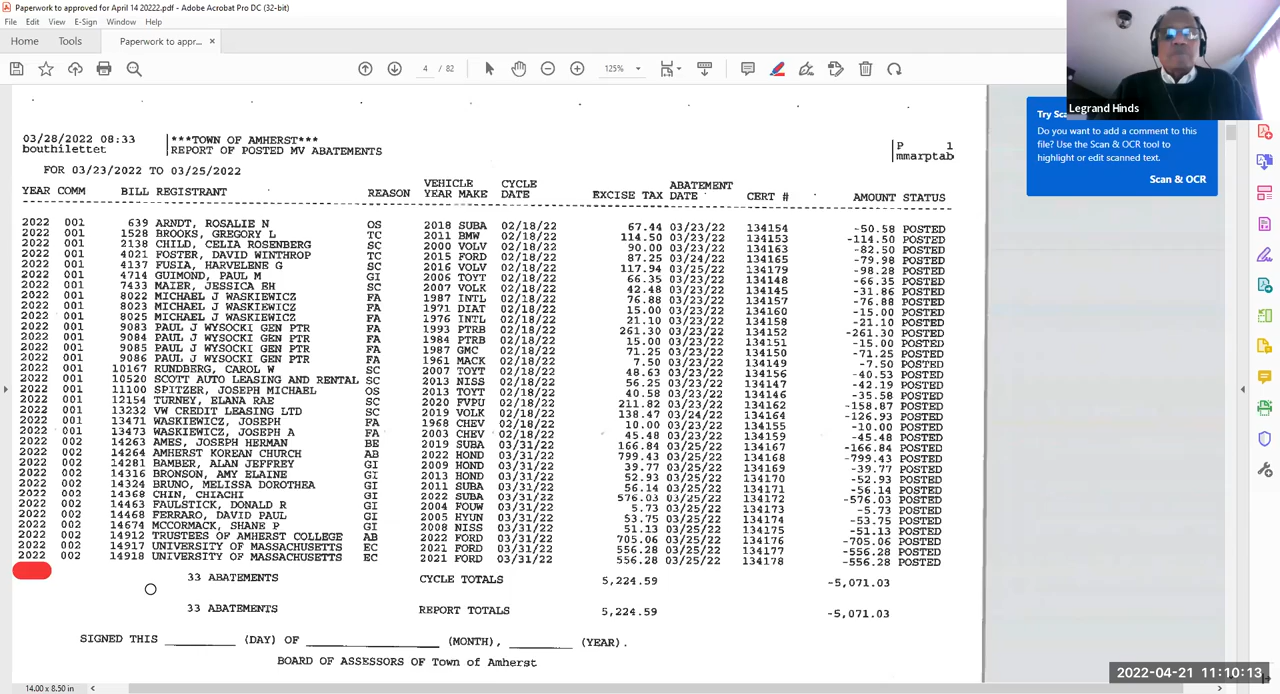 Paperwork to approved for April 14 20222.pdf - Adobe Acrobat Pro DC (32-bit)
File Edit View E-Sign Window Help
Home Tools Paperwork to appr... ×
4 / 82 125%
Legrand Hinds
Try Sca
Do you want to add a comment to this
file? Use the Scan & OCR tool to
highlight or edit scanned text.
Scan & OCR
03/28/2022 08:33 ***TOWN OF AMHERST*** P 1
bouthilettet REPORT OF POSTED MV ABATEMENTS mmarptab
FOR 03/23/2022 TO 03/25/2022
VEHICLE CYCLE ABATEMENT
YEAR COMM BILL REGISTRANT REASON YEAR MAKE DATE EXCISE TAX DATE CERT # AMOUNT STATUS
2022 001 639 ARNDT, ROSALIE N OS 2018 SUBA 02/18/22 67.44 03/23/22 134154 -50.58 POSTED
2022 001 1528 BROOKS, GREGORY L TC 2011 BMW 02/18/22 114.50 03/23/22 134153 -114.50 POSTED
2022 001 2138 CHILD, CELIA ROSENBERG SC 2000 VOLV 02/18/22 90.00 03/23/22 134163 -82.50 POSTED
2022 001 4021 FOSTER, DAVID WINTHROP TC 2015 FORD 02/18/22 87.25 03/24/22 134165 -79.98 POSTED
2022 001 4137 FUSIA, HARVELENE G SC 2016 VOLV 02/18/22 117.94 03/25/22 134179 -98.28 POSTED
2022 001 4714 GUIMOND, PAUL M GI 2006 TOYT 02/18/22 66.35 03/23/22 134148 -66.35 POSTED
2022 001 7433 MAIER, JESSICA EH SC 2007 VOLK 02/18/22 42.48 03/23/22 134145 -31.86 POSTED
2022 001 8022 MICHAEL J WASKIEWICZ FA 1987 INTL 02/18/22 76.88 03/23/22 134157 -76.88 POSTED
2022 001 8023 MICHAEL J WASKIEWICZ FA 1971 DIAT 02/18/22 15.00 03/23/22 134160 -15.00 POSTED
2022 001 8025 MICHAEL J WASKIEWICZ FA 1976 INTL 02/18/22 21.10 03/23/22 134158 -21.10 POSTED
2022 001 9083 PAUL J WYSOCKI GEN PTR FA 1993 PTRB 02/18/22 261.30 03/23/22 134152 -261.30 POSTED
2022 001 9084 PAUL J WYSOCKI GEN PTR FA 1984 PTRB 02/18/22 15.00 03/23/22 134151 -15.00 POSTED
2022 001 9085 PAUL J WYSOCKI GEN PTR FA 1987 GMC 02/18/22 71.25 03/23/22 134150 -71.25 POSTED
2022 001 9086 PAUL J WYSOCKI GEN PTR FA 1961 MACK 02/18/22 7.50 03/23/22 134149 -7.50 POSTED
2022 001 10167 RUNDBERG, CAROL W SC 2007 TOYT 02/18/22 48.63 03/23/22 134156 -40.53 POSTED
2022 001 10520 SCOTT AUTO LEASING AND RENTAL SC 2013 NISS 02/18/22 56.25 03/23/22 134147 -42.19 POSTED
2022 001 11100 SPITZER, JOSEPH MICHAEL OS 2013 TOYT 02/18/22 40.58 03/23/22 134146 -35.58 POSTED
2022 001 12154 TURNEY, ELANA RAE SC 2020 FVPU 02/18/22 211.82 03/23/22 134162 -158.87 POSTED
2022 001 13232 VW CREDIT LEASING LTD SC 2019 VOLK 02/18/22 138.47 03/24/22 134164 -126.93 POSTED
2022 001 13471 WASKIEWICZ, JOSEPH FA 1968 CHEV 02/18/22 10.00 03/23/22 134155 -10.00 POSTED
2022 001 13473 WASKIEWICZ, JOSEPH A FA 2003 CHEV 02/18/22 45.48 03/23/22 134159 -45.48 POSTED
2022 002 14263 AMES, JOSEPH HERMAN BE 2019 SUBA 03/31/22 166.84 03/25/22 134167 -166.84 POSTED
2022 002 14264 AMHERST KOREAN CHURCH AB 2022 HOND 03/31/22 799.43 03/25/22 134168 -799.43 POSTED
2022 002 14281 BAMBER, ALAN JEFFREY GI 2009 HOND 03/31/22 39.77 03/25/22 134169 -39.77 POSTED
2022 002 14316 BRONSON, AMY ELAINE GI 2013 HOND 03/31/22 52.93 03/25/22 134170 -52.93 POSTED
2022 002 14324 BRUNO, MELISSA DOROTHEA GI 2011 SUBA 03/31/22 56.14 03/25/22 134171 -56.14 POSTED
2022 002 14368 CHIN, CHIACHI GI 2022 SUBA 03/31/22 576.03 03/25/22 134172 -576.03 POSTED
2022 002 14463 FAULSTICK, DONALD R GI 2004 FOUW 03/31/22 5.73 03/25/22 134173 -5.73 POSTED
2022 002 14468 FERRARO, DAVID PAUL GI 2005 HYUN 03/31/22 53.75 03/25/22 134174 -53.75 POSTED
2022 002 14674 MCCORMACK, SHANE P GI 2008 NISS 03/31/22 51.13 03/25/22 134175 -51.13 POSTED
2022 002 14912 TRUSTEES OF AMHERST COLLEGE AB 2022 FORD 03/31/22 705.06 03/25/22 134176 -705.06 POSTED
2022 002 14917 UNIVERSITY OF MASSACHUSETTS EC 2021 FORD 03/31/22 556.28 03/25/22 134177 -556.28 POSTED
2022 002 14918 UNIVERSITY OF MASSACHUSETTS EC 2021 FORD 03/31/22 556.28 03/25/22 134178 -556.28 POSTED
33 ABATEMENTS CYCLE TOTALS 5,224.59 -5,071.03
33 ABATEMENTS REPORT TOTALS 5,224.59 -5,071.03
SIGNED THIS ________ (DAY) OF ________________ (MONTH), ________ (YEAR).
BOARD OF ASSESSORS OF Town of Amherst
2022-04-21 11:10:13
14.00 x 8.50 in